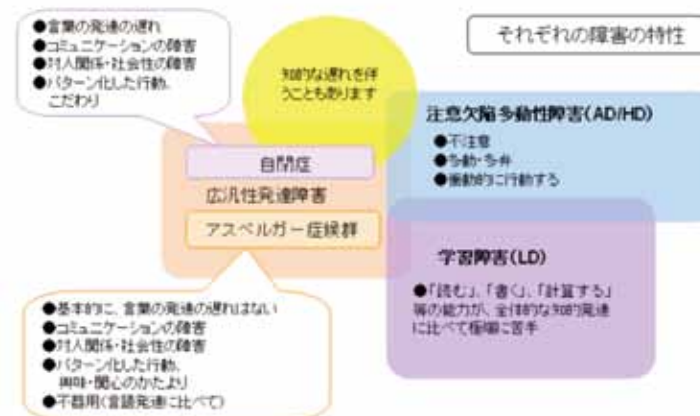 それぞれの障害の特性
●言葉の発達の遅れ
●コミュニケーションの障害
●対人関係・社会性の障害
●パターン化した行動、
こだわり
知的な遅れを伴
うこともあります
自閉症
広汎性発達障害
アスペルガー症候群
注意欠陥多動性障害(AD/HD)
●不注意
●多動・多弁
●衝動的に行動する
学習障害(LD)
●「読む」、「書く」、「計算する」
等の能力が、全体的な知的発達
に比べて極端に苦手
●基本的に、言葉の発達の遅れはない
●コミュニケーションの障害
●対人関係・社会性の障害
●パターン化した行動、
興味・関心のかたより
●不器用(言語発達に比べて)